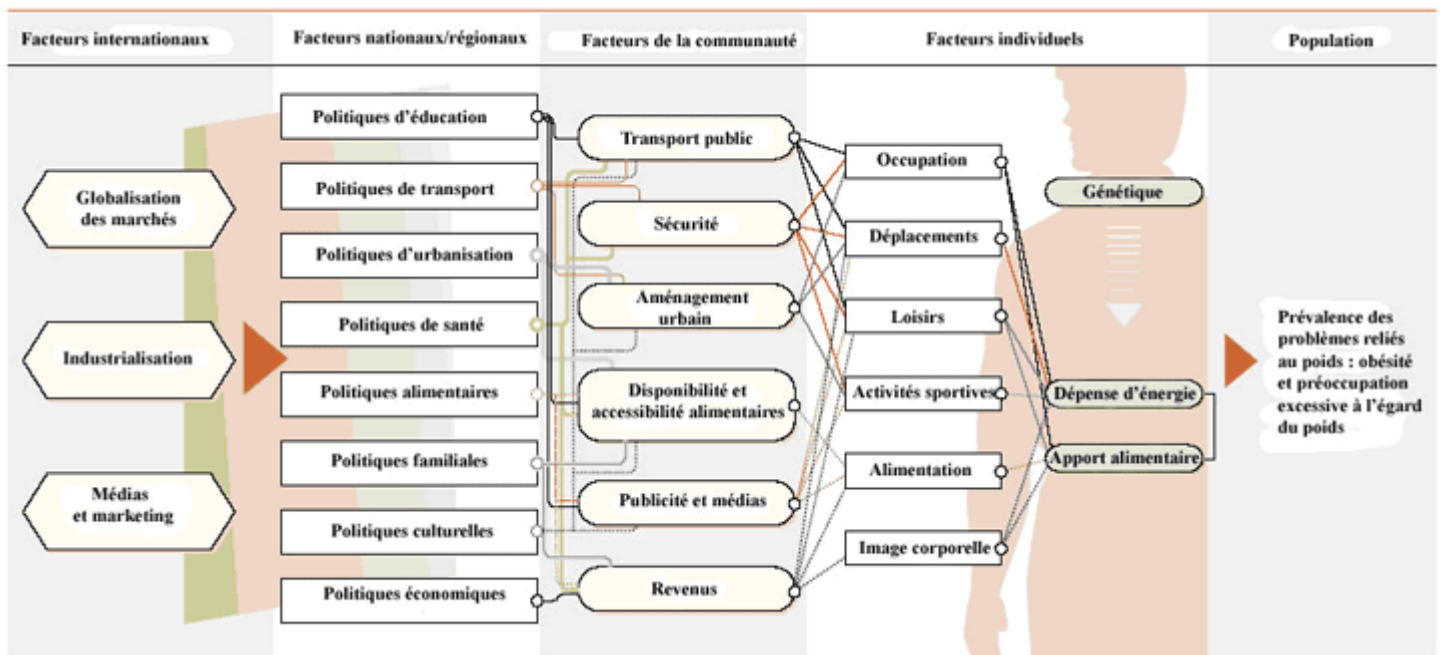 Facteurs internationaux
Facteurs nationaux/régionaux
Facteurs de la communauté
Facteurs individuels
Population
Globalisation
des marchés
Industrialisation
Médias
et marketing
Politiques d'éducation
Politiques de transport
Politiques d'urbanisation
Politiques de santé
Politiques alimentaires
Politiques familiales
Politiques culturelles
Politiques économiques
Transport public
Sécurité
Aménagement
urbain
Disponibilité et
accessibilité alimentaires
Publicité et médias
Revenus
Occupation
Déplacements
Loisirs
Activités sportives
Alimentation
Image corporelle
Génétique
Dépense d'énergie
Apport alimentaire
Prévalence des
problèmes reliés
au poids : obésité
et préoccupation
excessive à l'égard
du poids